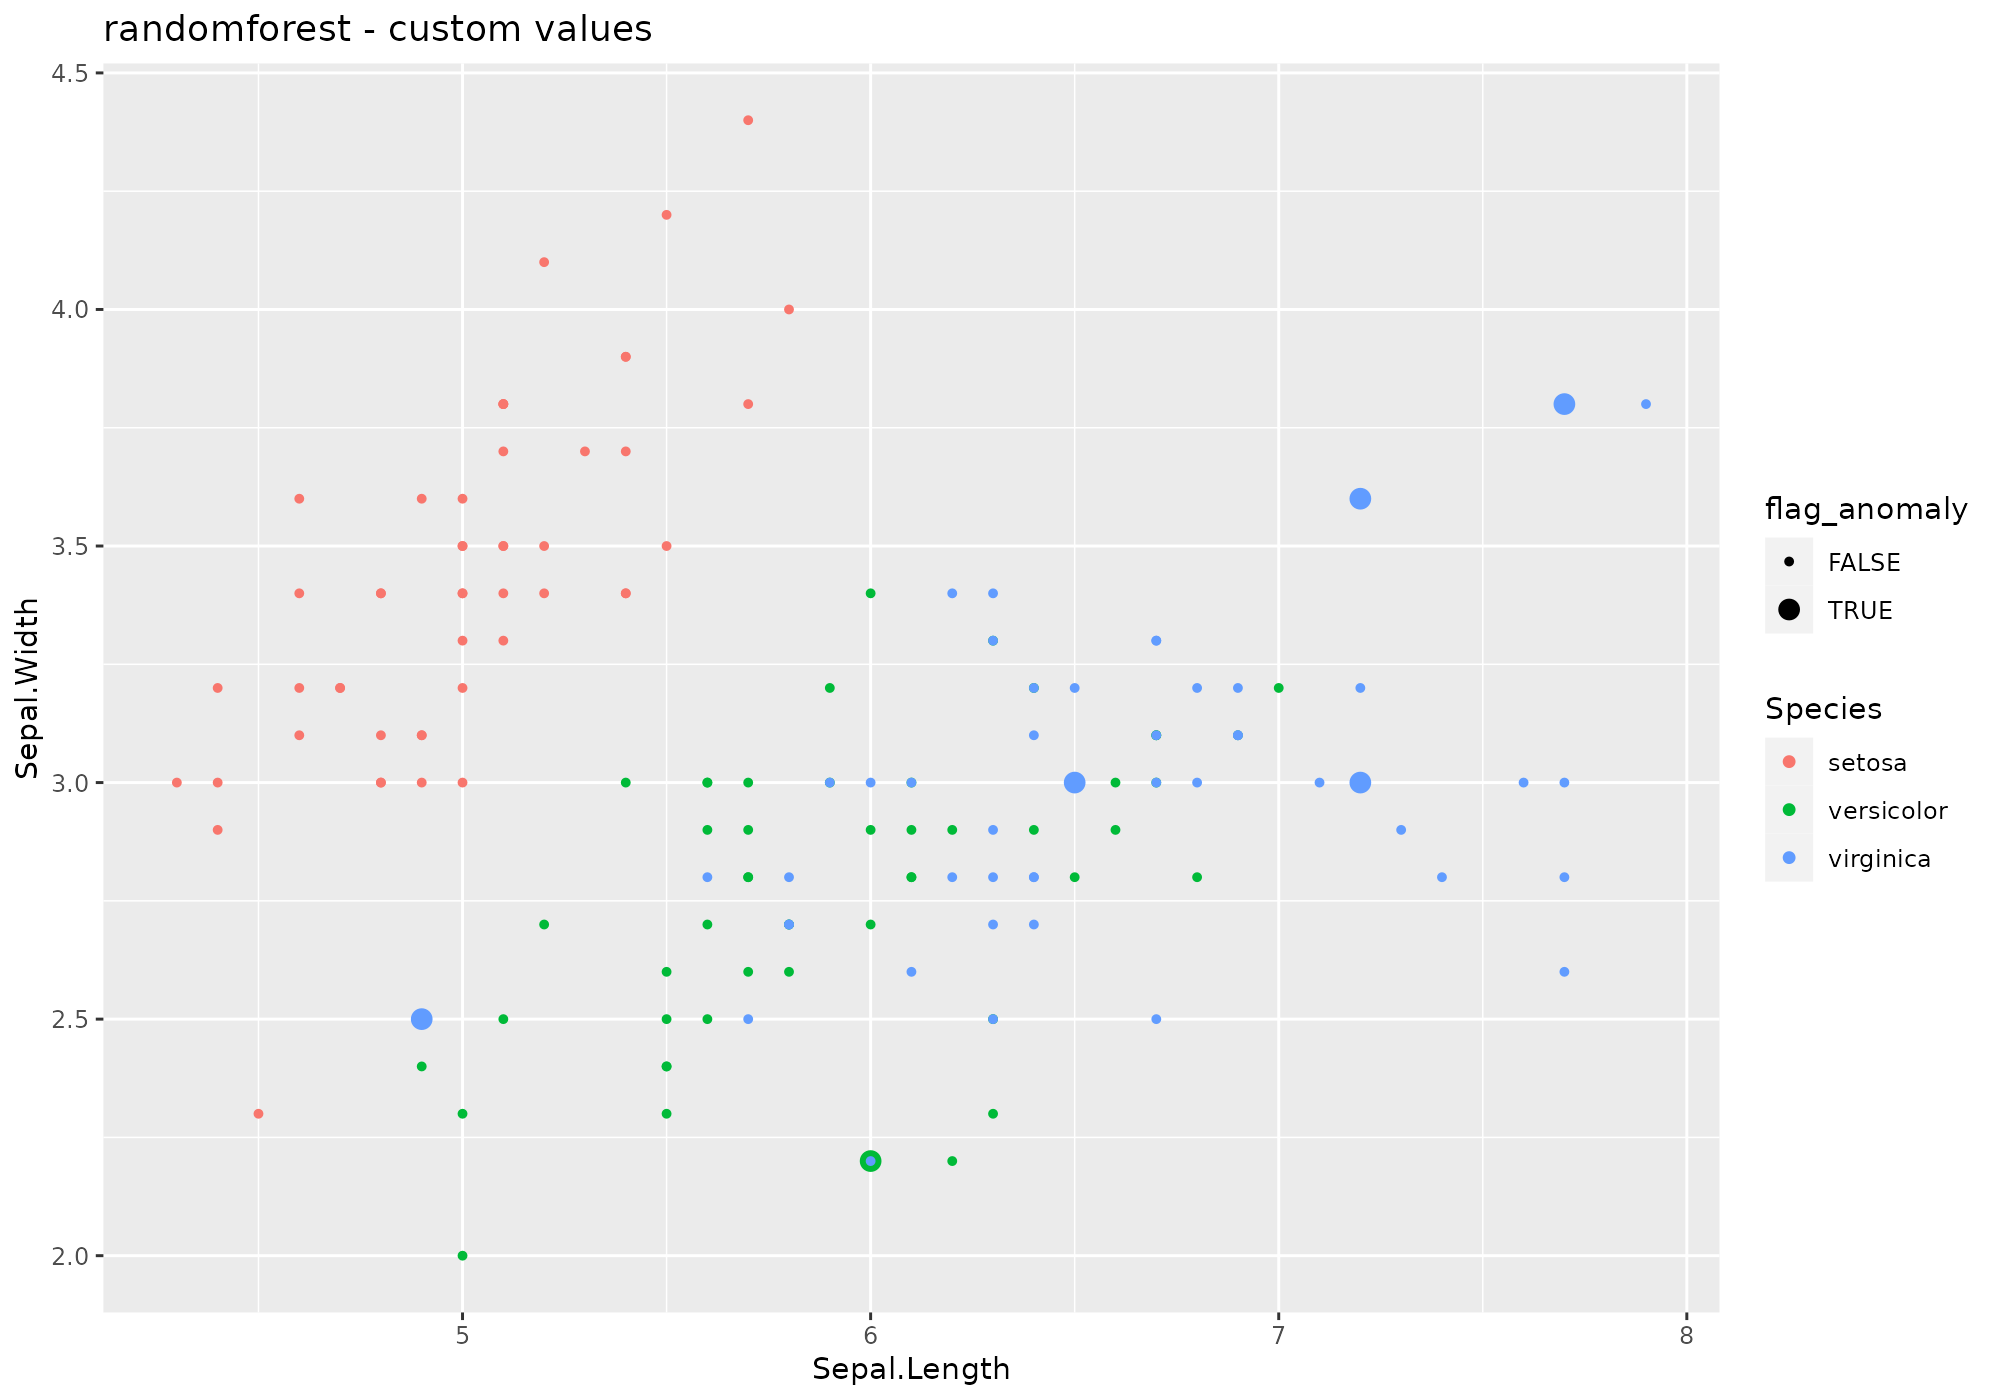 randomforest - custom values
4.5
4.0
3.5
3.0
2.5
2.0
Sepal.Width
5
6
7
8
Sepal.Length
flag_anomaly
FALSE
TRUE
Species
setosa
versicolor
virginica